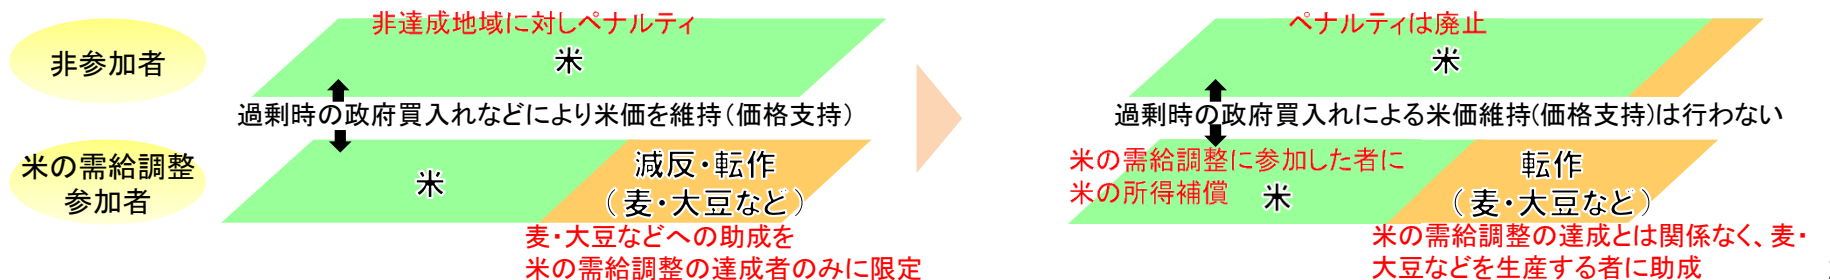 非参加者
非達成地域に対しペナルティ
米
過剰時の政府買入れなどにより米価を維持（価格支持）
米の需給調整
参加者
米
減反・転作
（麦・大豆など）
麦・大豆などへの助成を
米の需給調整の達成者のみに限定
ペナルティは廃止
米
過剰時の政府買入れによる米価維持(価格支持)は行わない
米の需給調整に参加した者に
米の所得補償
米
転作
（麦・大豆など）
米の需給調整の達成とは関係なく、麦・
大豆などを生産する者に助成